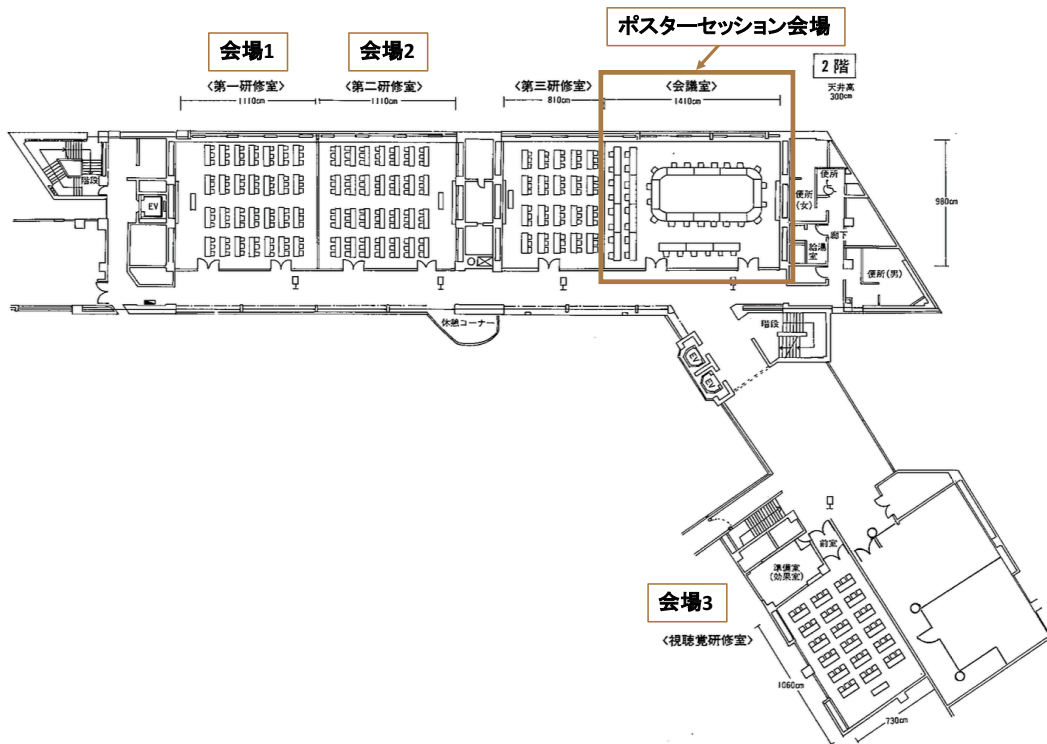 ポスターセッション会場
会場1
会場2
2階
天井高
300cm
〈第一研修室〉
〈第二研修室〉
〈第三研修室〉
〈会議室〉
1110cm
1110cm
810cm
1410cm
階段
EV
便所
便所
(女)
廊下
給湯室
便所(男)
980cm
休憩コーナー
階段
EV
EV
前室
準備室
(効果室)
会場3
〈視聴覚研修室〉
1060cm
730cm